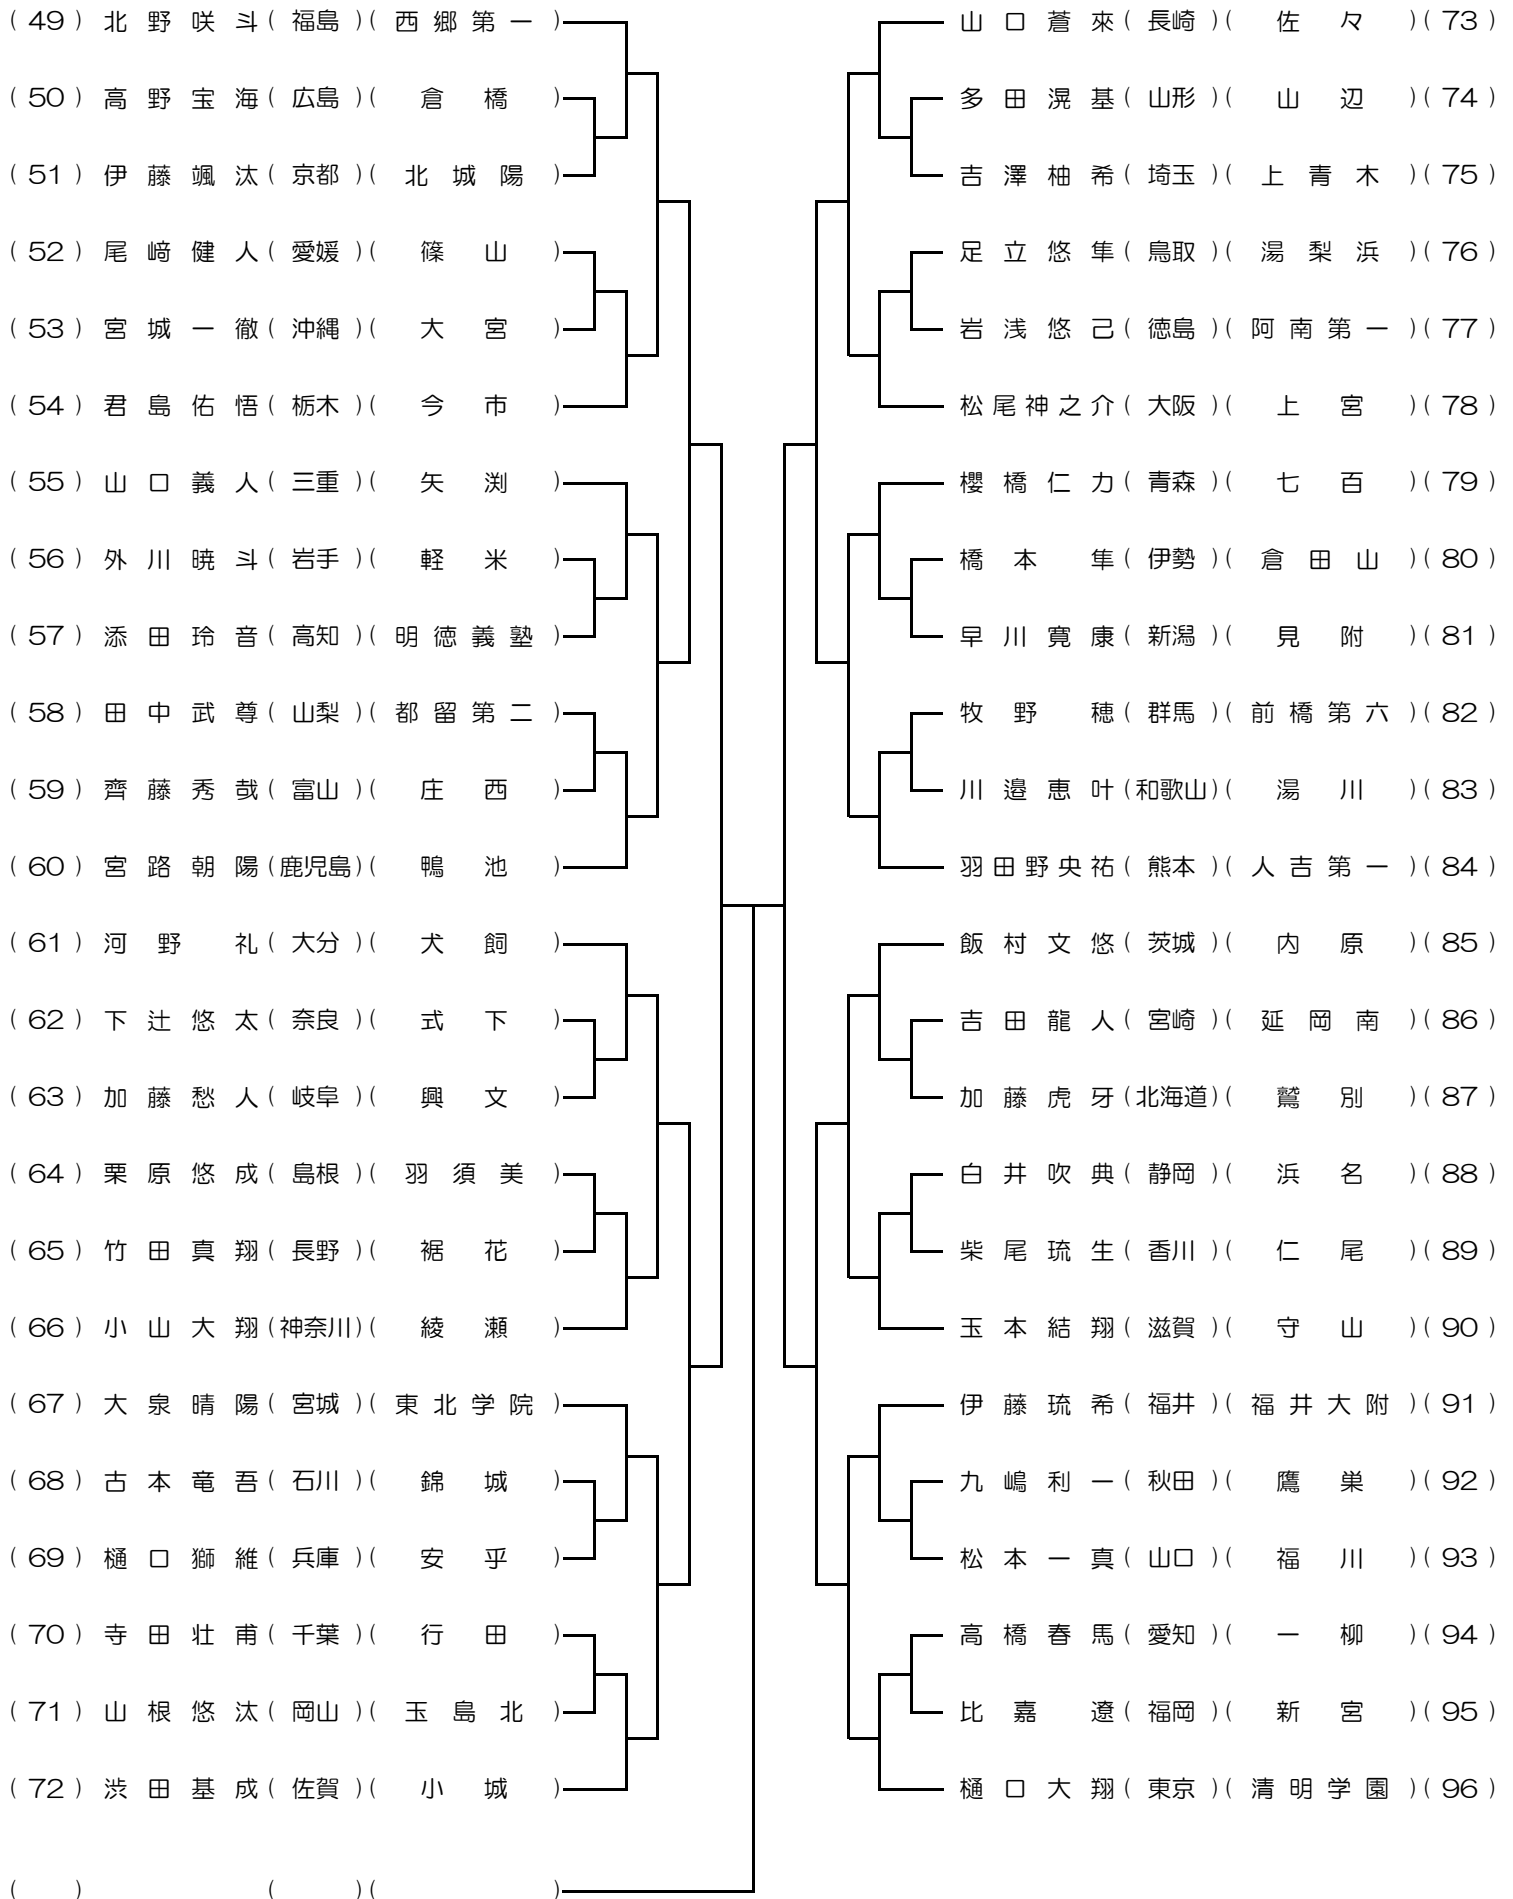 (49) 北野咲斗 (福島) (西郷第一)
(50) 高野宝海 (広島) (倉橋)
(51) 伊藤颯汰 (京都) (北城陽)
(52) 尾﨑健人 (愛媛) (篠山)
(53) 宮城一徹 (沖縄) (大宮)
(54) 君島佑悟 (栃木) (今市)
(55) 山口義人 (三重) (矢渕)
(56) 外川暁斗 (岩手) (軽米)
(57) 添田玲音 (高知) (明徳義塾)
(58) 田中武尊 (山梨) (都留第二)
(59) 齊藤秀哉 (富山) (庄西)
(60) 宮路朝陽 (鹿児島) (鴨池)
(61) 河野礼 (大分) (犬飼)
(62) 下辻悠太 (奈良) (式下)
(63) 加藤愁人 (岐阜) (興文)
(64) 栗原悠成 (島根) (羽須美)
(65) 竹田真翔 (長野) (裾花)
(66) 小山大翔 (神奈川) (綾瀬)
(67) 大泉晴陽 (宮城) (東北学院)
(68) 古本竜吾 (石川) (錦城)
(69) 樋口獅維 (兵庫) (安乎)
(70) 寺田壮甫 (千葉) (行田)
(71) 山根悠汰 (岡山) (玉島北)
(72) 渋田基成 (佐賀) (小城)
( ) ( ) ( )
山口蒼來 (長崎) (佐々) (73)
多田滉基 (山形) (山辺) (74)
吉澤柚希 (埼玉) (上青木) (75)
足立悠隼 (鳥取) (湯梨浜) (76)
岩浅悠己 (徳島) (阿南第一) (77)
松尾神之介 (大阪) (上宮) (78)
櫻橋仁力 (青森) (七百) (79)
橋本隼 (伊勢) (倉田山) (80)
早川寛康 (新潟) (見附) (81)
牧野穂 (群馬) (前橋第六) (82)
川邉恵叶 (和歌山) (湯川) (83)
羽田野央祐 (熊本) (人吉第一) (84)
飯村文悠 (茨城) (内原) (85)
吉田龍人 (宮崎) (延岡南) (86)
加藤虎牙 (北海道) (鷲別) (87)
白井吹典 (静岡) (浜名) (88)
柴尾琉生 (香川) (仁尾) (89)
玉本結翔 (滋賀) (守山) (90)
伊藤琉希 (福井) (福井大附) (91)
九嶋利一 (秋田) (鷹巣) (92)
松本一真 (山口) (福川) (93)
高橋春馬 (愛知) (一柳) (94)
比嘉遼 (福岡) (新宮) (95)
樋口大翔 (東京) (清明学園) (96)